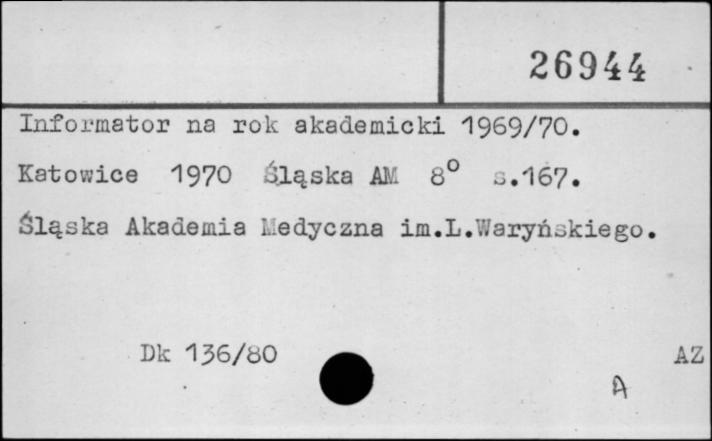 26944
Informator na rok akademicki 1969/70.
Katowice 1970 Śląska AM 8° s.167.
Śląska Akademia Medyczna im.L.Waryńskiego.
Dk 136/80
AZ
A